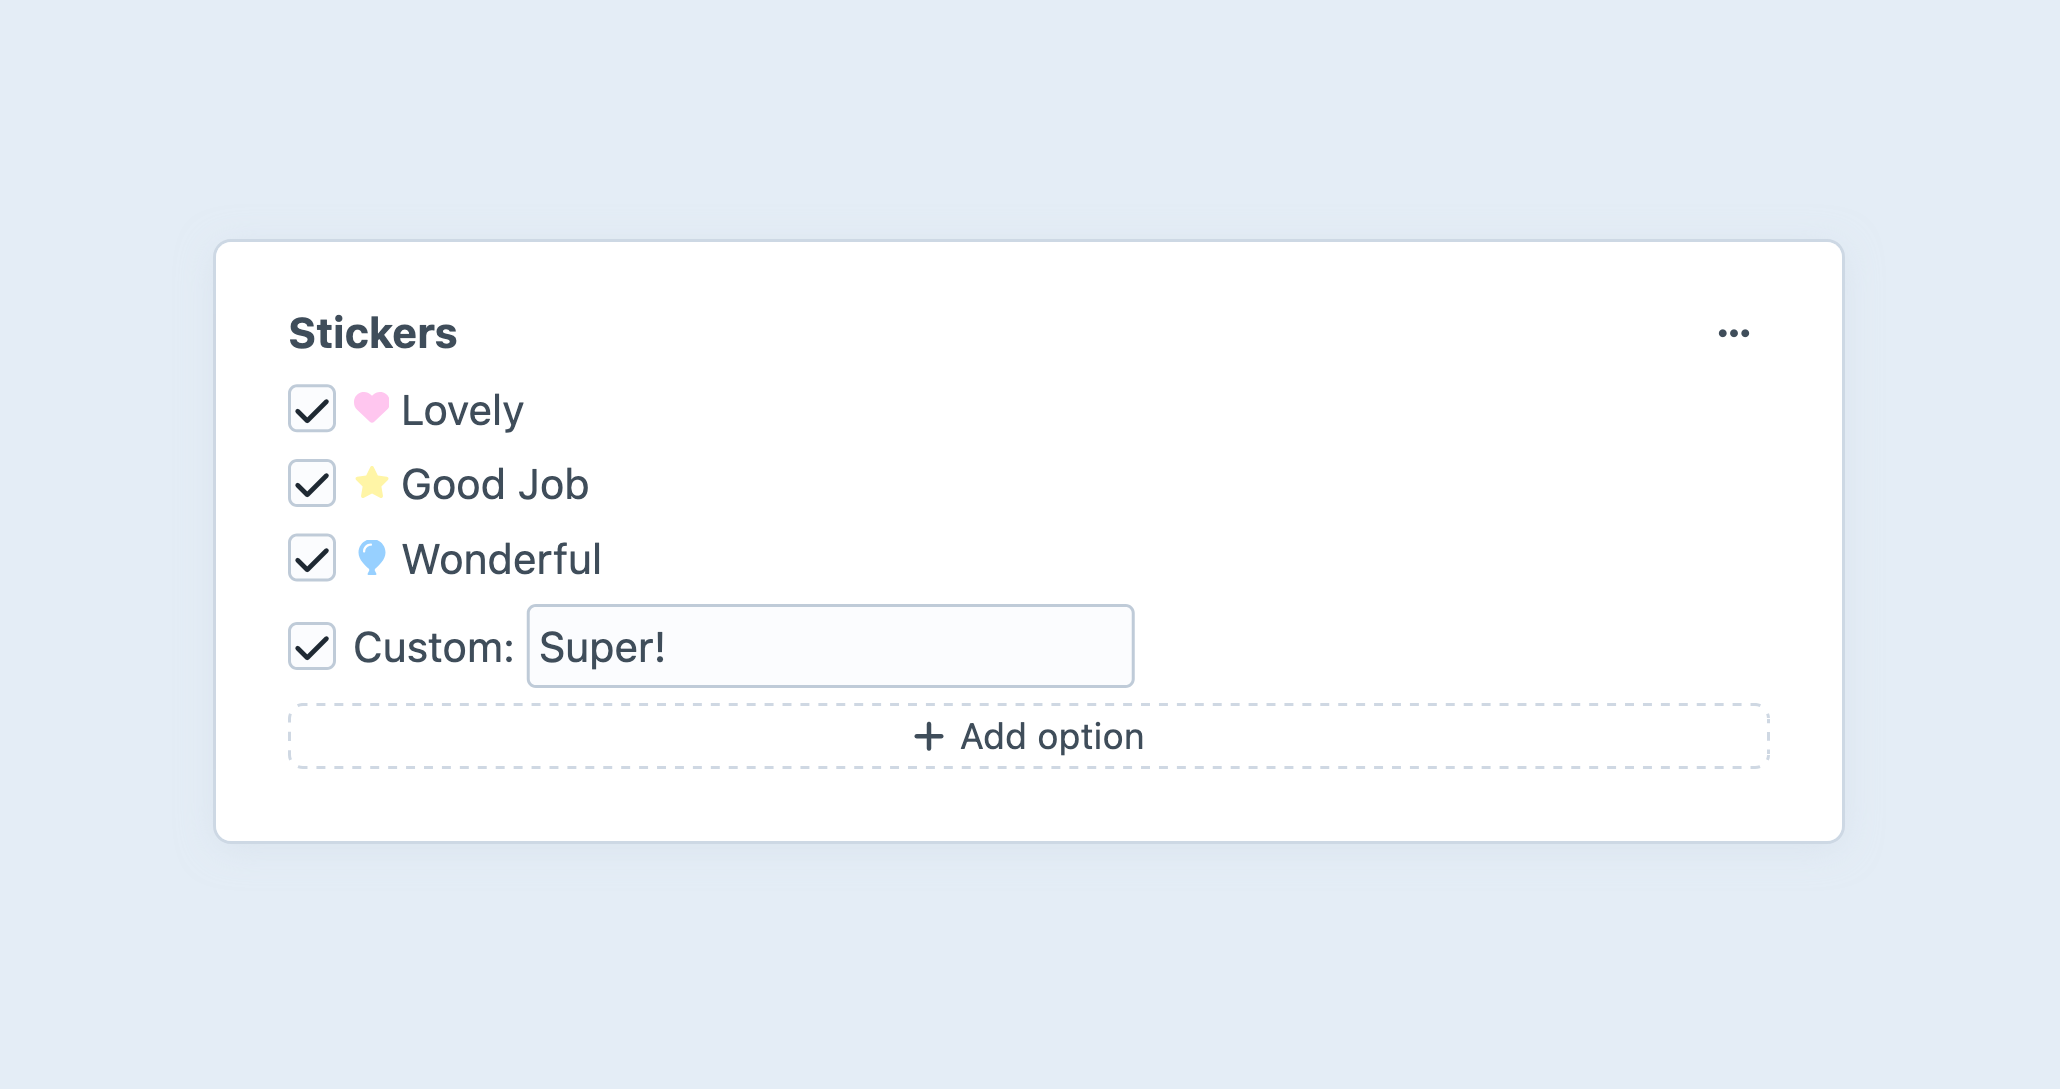 Stickers
Lovely
Good Job
Wonderful
Custom: Super!
Add option